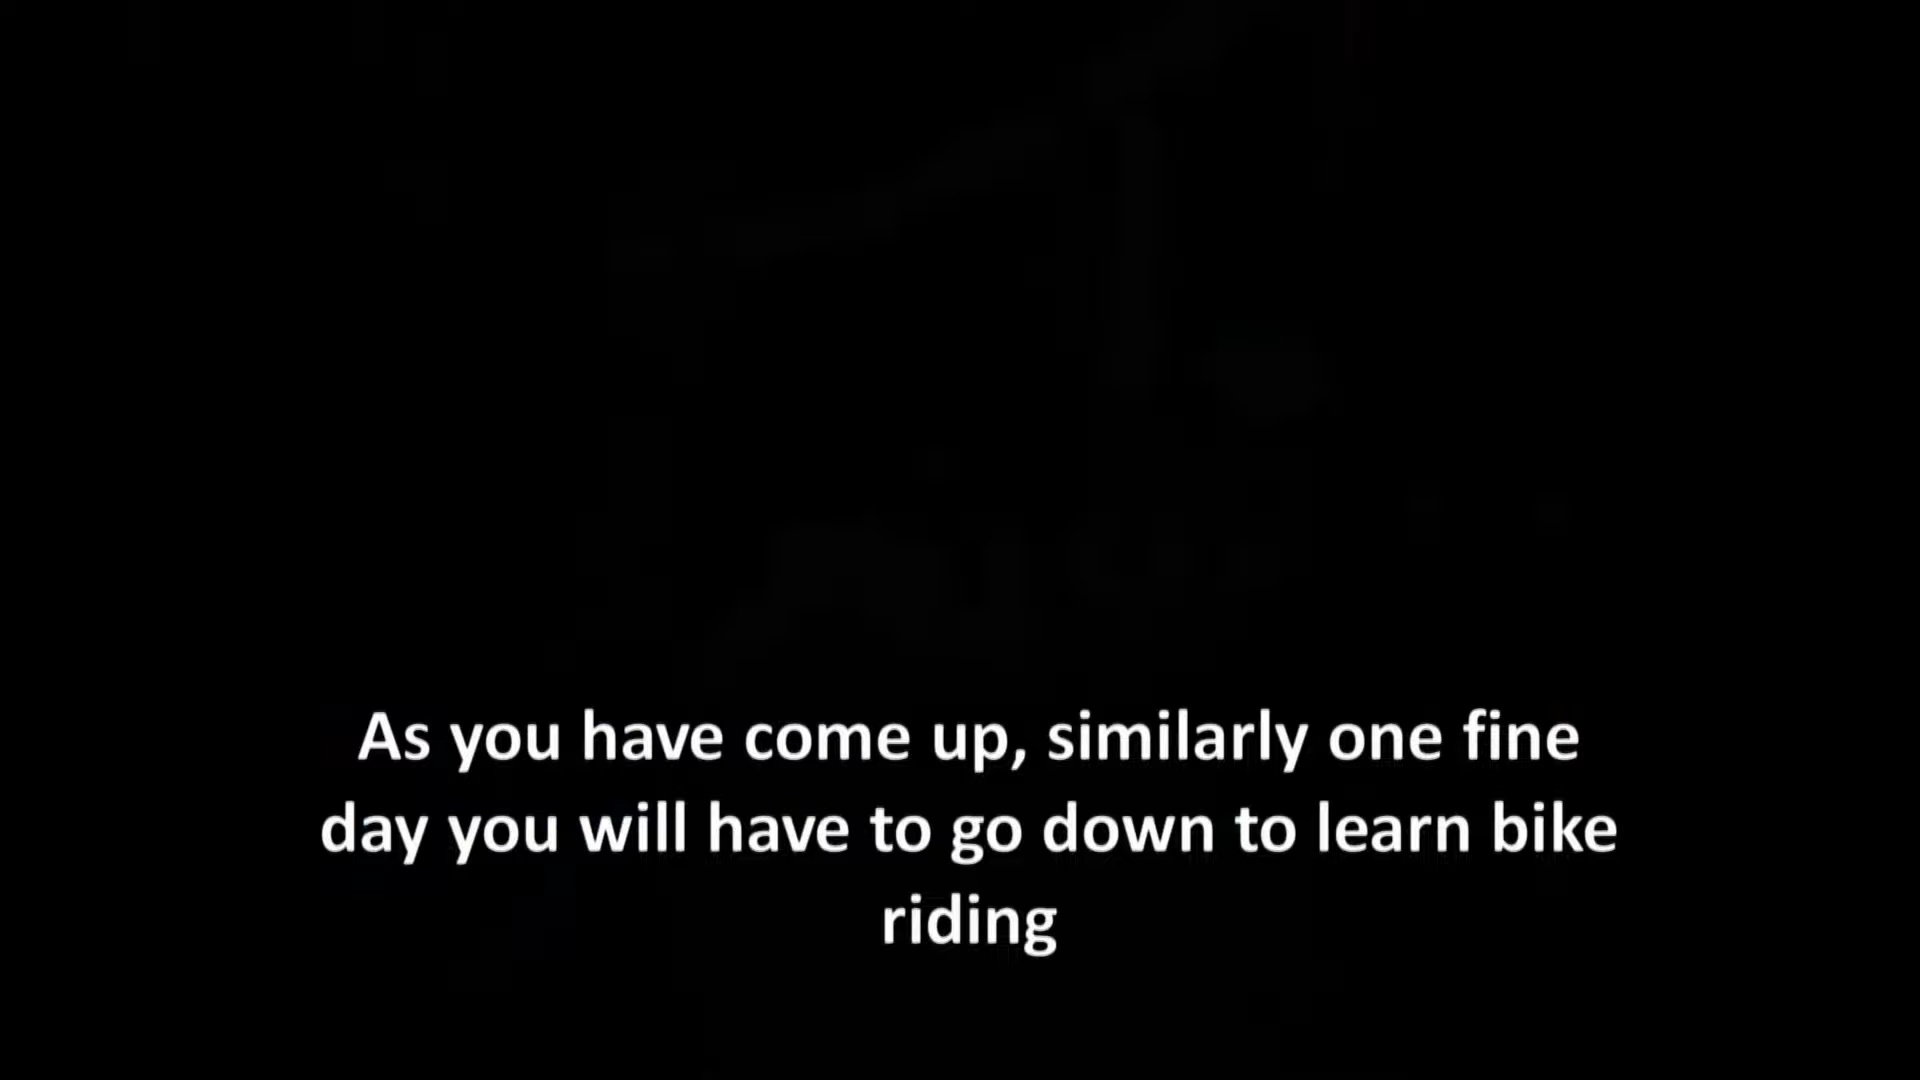 As you have come up, similarly one fine
day you will have to go down to learn bike
riding